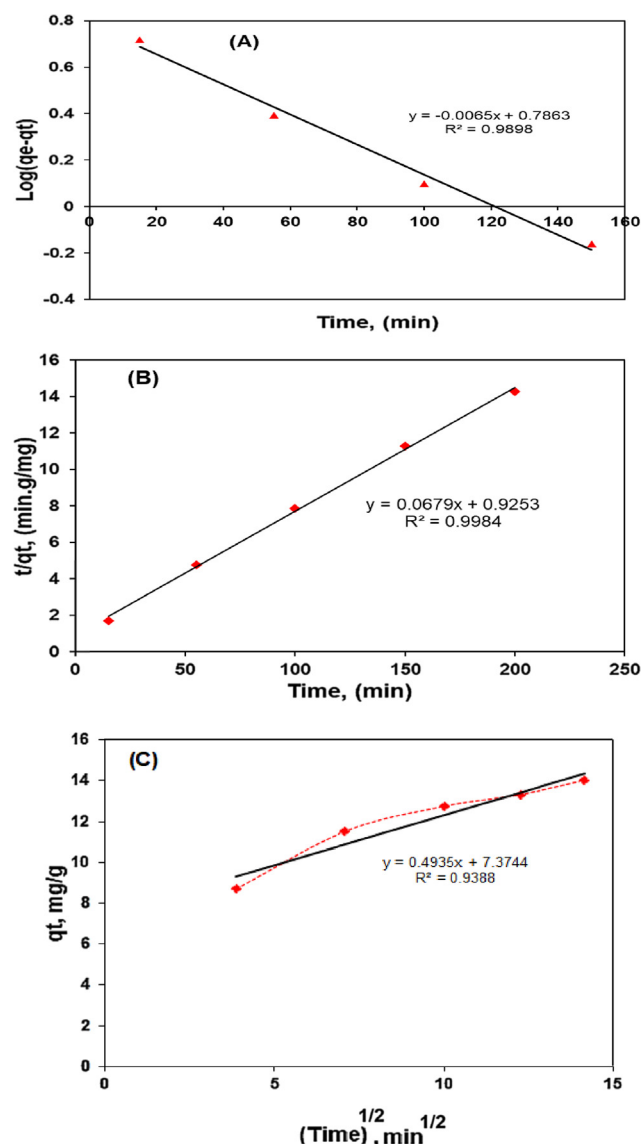 (A)
0.8
0.6
0.4
0.2
0
-0.2
-0.4
Log(qe-qt)
y = -0.0065x + 0.7863
R² = 0.9898
0 20 40 60 80 100 120 140 160
Time, (min)
(B)
16
14
12
10
8
6
4
2
0
t/qt, (min.g/mg)
y = 0.0679x + 0.9253
R² = 0.9984
0 50 100 150 200 250
Time, (min)
(C)
16
14
12
10
8
6
4
2
0
qt, mg/g
y = 0.4935x + 7.3744
R² = 0.9388
0 5 10 15
(Time)^1/2, min^1/2